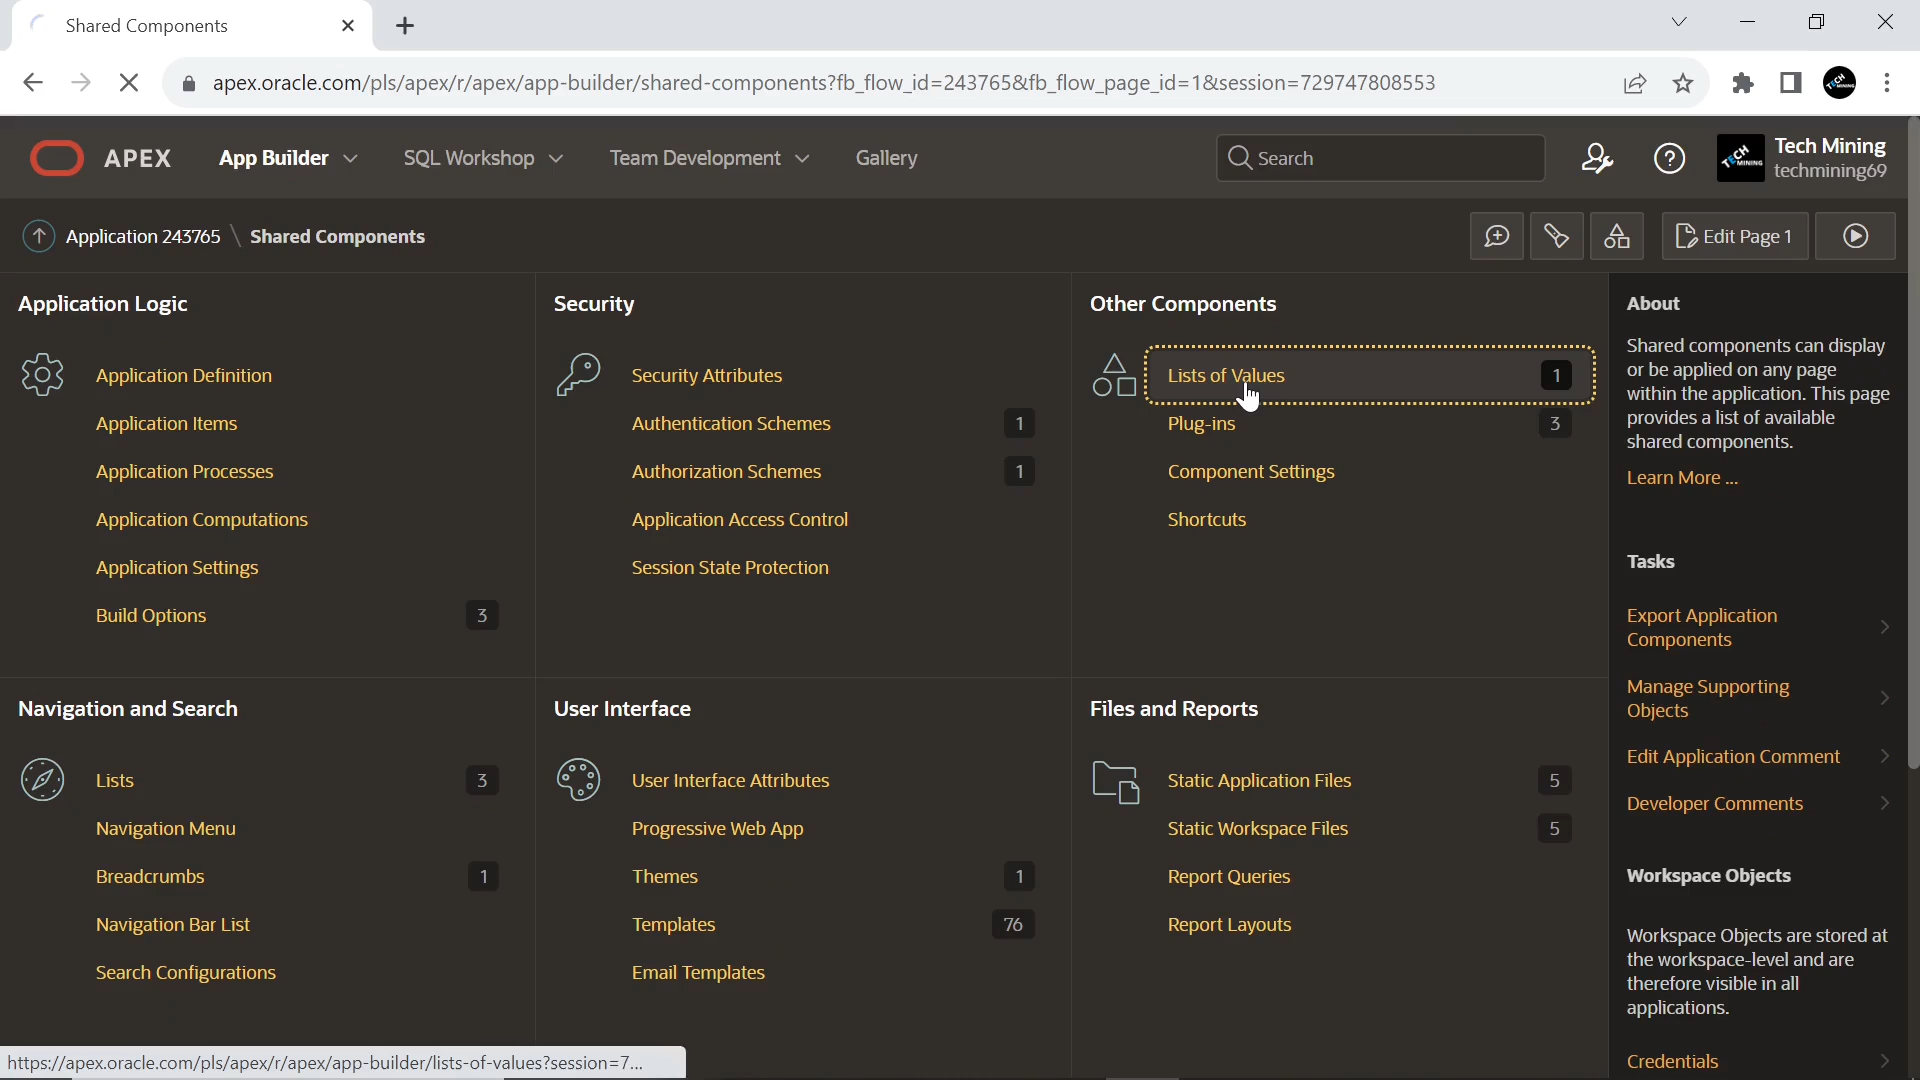 Shared Components
apex.oracle.com/pls/apex/r/apex/app-builder/shared-components?fb_flow_id=243765&fb_flow_page_id=1&session=729747808553
APEX
App Builder
SQL Workshop
Team Development
Gallery
Search
Tech Mining
techmining69
Application 243765 \ Shared Components
Edit Page 1
Application Logic
Application Definition
Application Items
Application Processes
Application Computations
Application Settings
Build Options 3
Security
Security Attributes
Authentication Schemes 1
Authorization Schemes 1
Application Access Control
Session State Protection
Other Components
Lists of Values 1
Plug-ins 3
Component Settings
Shortcuts
Navigation and Search
Lists 3
Navigation Menu
Breadcrumbs 1
Navigation Bar List
Search Configurations
User Interface
User Interface Attributes
Progressive Web App
Themes 1
Templates 76
Email Templates
Files and Reports
Static Application Files 5
Static Workspace Files 5
Report Queries
Report Layouts
About
Shared components can display
or be applied on any page
within the application. This page
provides a list of available
shared components.
Learn More ...
Tasks
Export Application
Components
Manage Supporting
Objects
Edit Application Comment
Developer Comments
Workspace Objects
Workspace Objects are stored at
the workspace-level and are
therefore visible in all
applications.
Credentials
https://apex.oracle.com/pls/apex/r/apex/app-builder/lists-of-values?session=7...